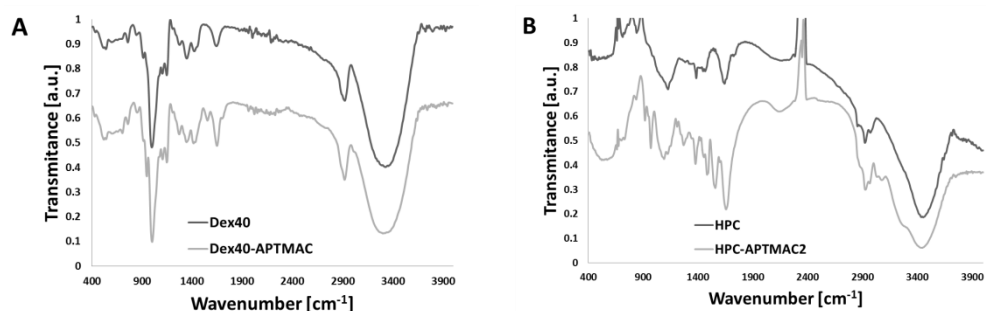 A
Transmitance [a.u.]
1
0.9
0.8
0.7
0.6
0.5
0.4
0.3
0.2
0.1
0
Dex40
Dex40-APTMAC
400 900 1400 1900 2400 2900 3400 3900
Wavenumber [cm⁻¹]
B
Transmitance [a.u.]
1
0.9
0.8
0.7
0.6
0.5
0.4
0.3
0.2
0.1
0
HPC
HPC-APTMAC2
400 900 1400 1900 2400 2900 3400 3900
Wavenumber [cm⁻¹]